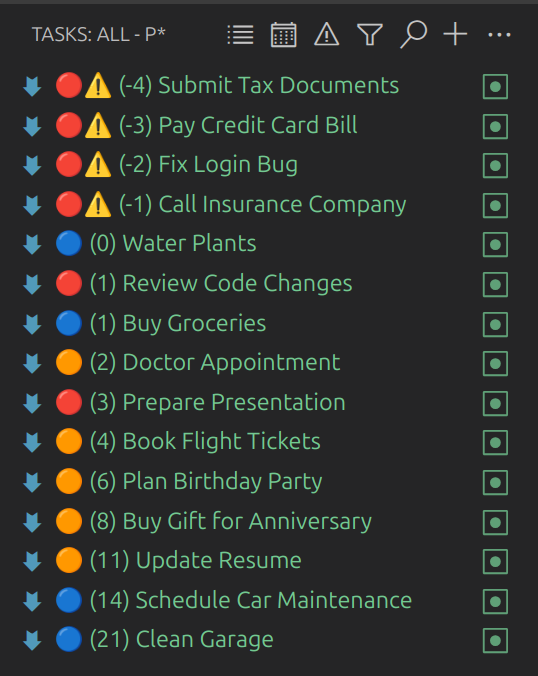 TASKS: ALL - P*
(-4) Submit Tax Documents
(-3) Pay Credit Card Bill
(-2) Fix Login Bug
(-1) Call Insurance Company
(0) Water Plants
(1) Review Code Changes
(1) Buy Groceries
(2) Doctor Appointment
(3) Prepare Presentation
(4) Book Flight Tickets
(6) Plan Birthday Party
(8) Buy Gift for Anniversary
(11) Update Resume
(14) Schedule Car Maintenance
(21) Clean Garage